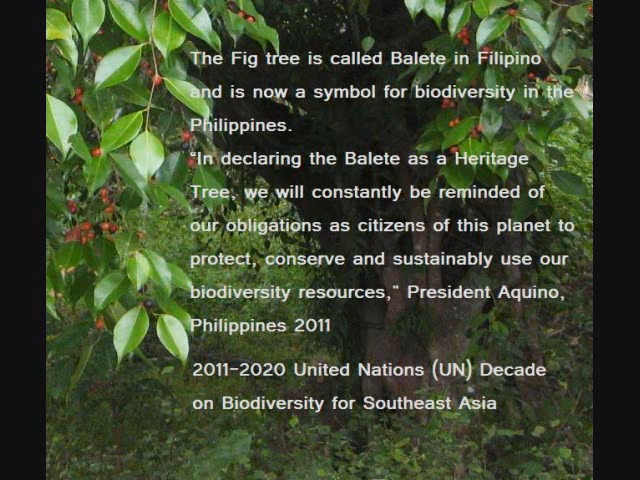 The Fig tree is called Balete in Filipino
and is now a symbol for biodiversity in the
Philippines.
“In declaring the Balete as a Heritage
Tree, we will constantly be reminded of
our obligations as citizens of this planet to
protect, conserve and sustainably use our
biodiversity resources,” President Aquino,
Philippines 2011
2011-2020 United Nations (UN) Decade
on Biodiversity for Southeast Asia